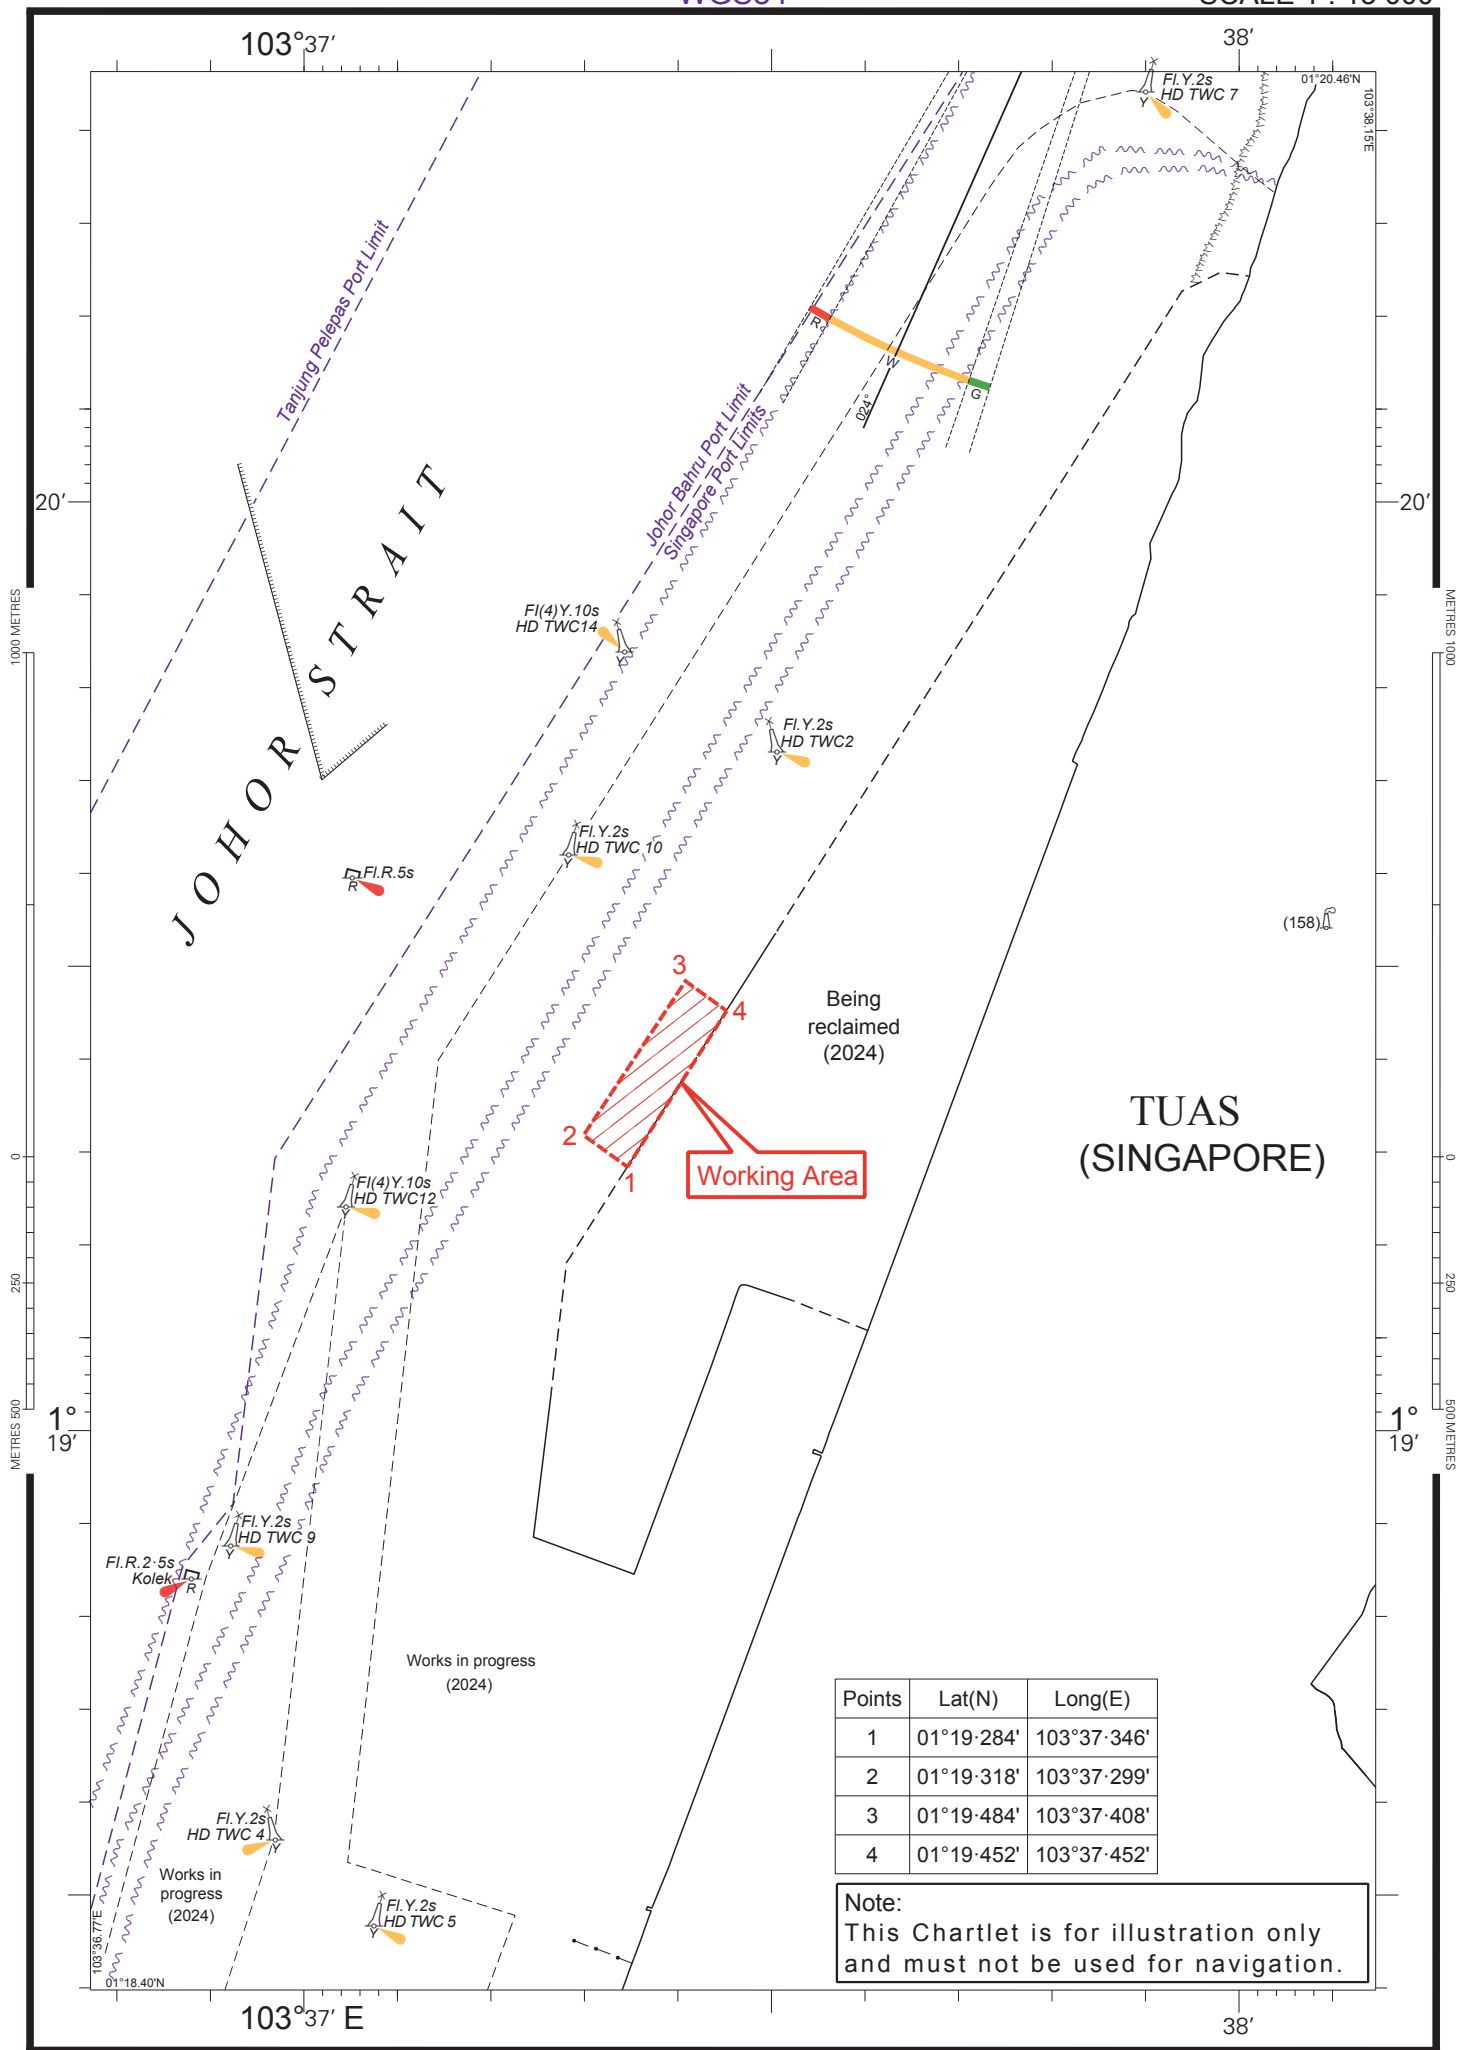 103°37' 38'
Fl.Y.2s
HD TWC 7
Y
01°20.46'N
103°38.15'E
Tanjung Pelepas Port Limit
R
W
G
024°
Johor Bahru Port Limit
Singapore Port Limits
20' 20'
JOHOR STRAIT
1000 METRES
METRES 1000
Fl(4)Y.10s
HD TWC14
Y
Fl.Y.2s
HD TWC2
Y
Fl.Y.2s
HD TWC 10
Y
Fl.R.5s
R
(158)
3
4
2
1
Being
reclaimed
(2024)
Working Area
TUAS
(SINGAPORE)
0 0
Fl(4)Y.10s
HD TWC12
Y
250 250
METRES 500
500 METRES
1° 1°
19' 19'
Fl.Y.2s
HD TWC 9
Y
Fl.R.2·5s
Kolek
R
Works in progress
(2024)
Points Lat(N) Long(E)
1 01°19·284' 103°37·346'
2 01°19·318' 103°37·299'
3 01°19·484' 103°37·408'
4 01°19·452' 103°37·452'
Fl.Y.2s
HD TWC 4
Y
Works in
progress
(2024)
Fl.Y.2s
HD TWC 5
Y
Note:
This Chartlet is for illustration only
and must not be used for navigation.
103°36.77'E
01°18.40'N
103°37' E 38'